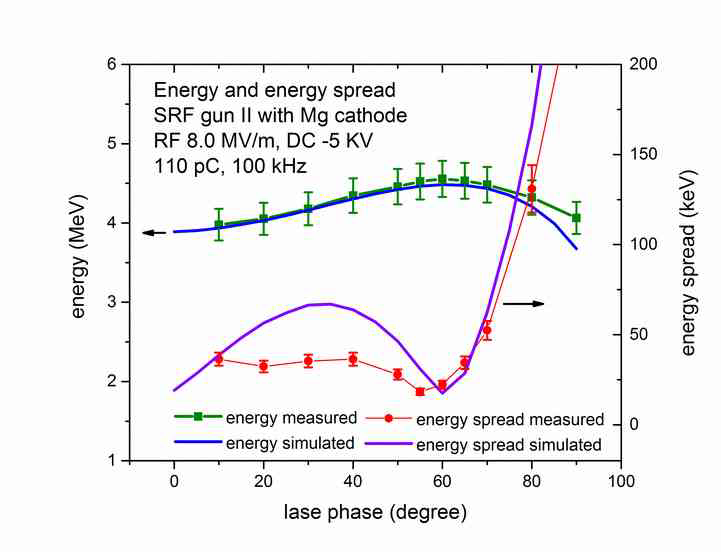 Energy and energy spread
SRF gun II with Mg cathode
RF 8.0 MV/m, DC -5 KV
110 pC, 100 kHz
6
5
4
3
2
1
energy (MeV)
200
150
100
50
0
energy spread (keV)
energy measured
energy spread measured
energy simulated
energy spread simulated
0 20 40 60 80 100
lase phase (degree)